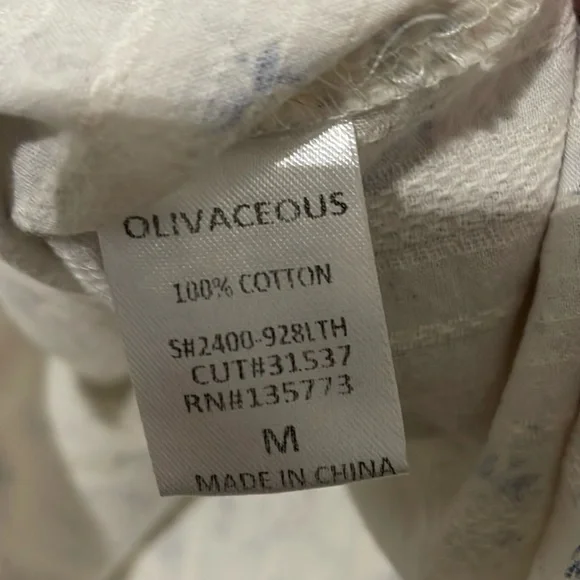 OLIVACEOUS
100% COTTON
S#2400-928LTH
CUT#31537
RN#135773
M
MADE IN CHINA